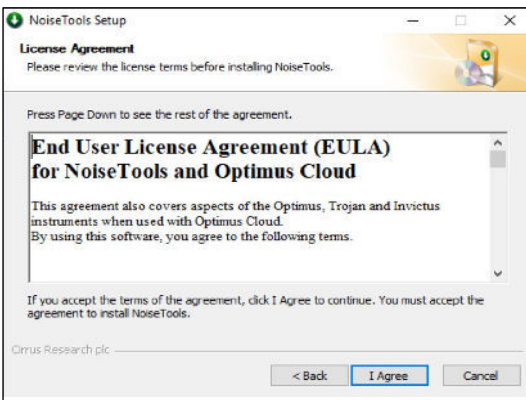 NoiseTools Setup
License Agreement
Please review the license terms before installing NoiseTools.
Press Page Down to see the rest of the agreement.
End User License Agreement (EULA)
for NoiseTools and Optimus Cloud
This agreement also covers aspects of the Optimus, Trojan and Invictus
instruments when used with Optimus Cloud.
By using this software, you agree to the following terms.
If you accept the terms of the agreement, click I Agree to continue. You must accept the
agreement to install NoiseTools.
Cirrus Research plc
< Back I Agree Cancel